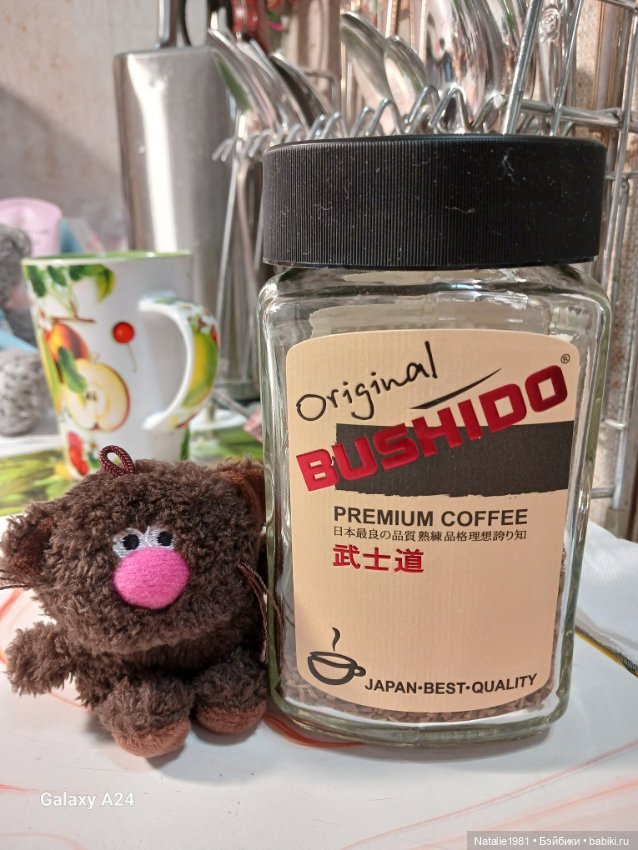 Original
BUSHIDO®
PREMIUM COFFEE
日本最良の品質 熟練品格理想誇り知
武士道
JAPAN•BEST•QUALITY
Galaxy A24
Natalie1981 • Бэйбики • babiki.ru